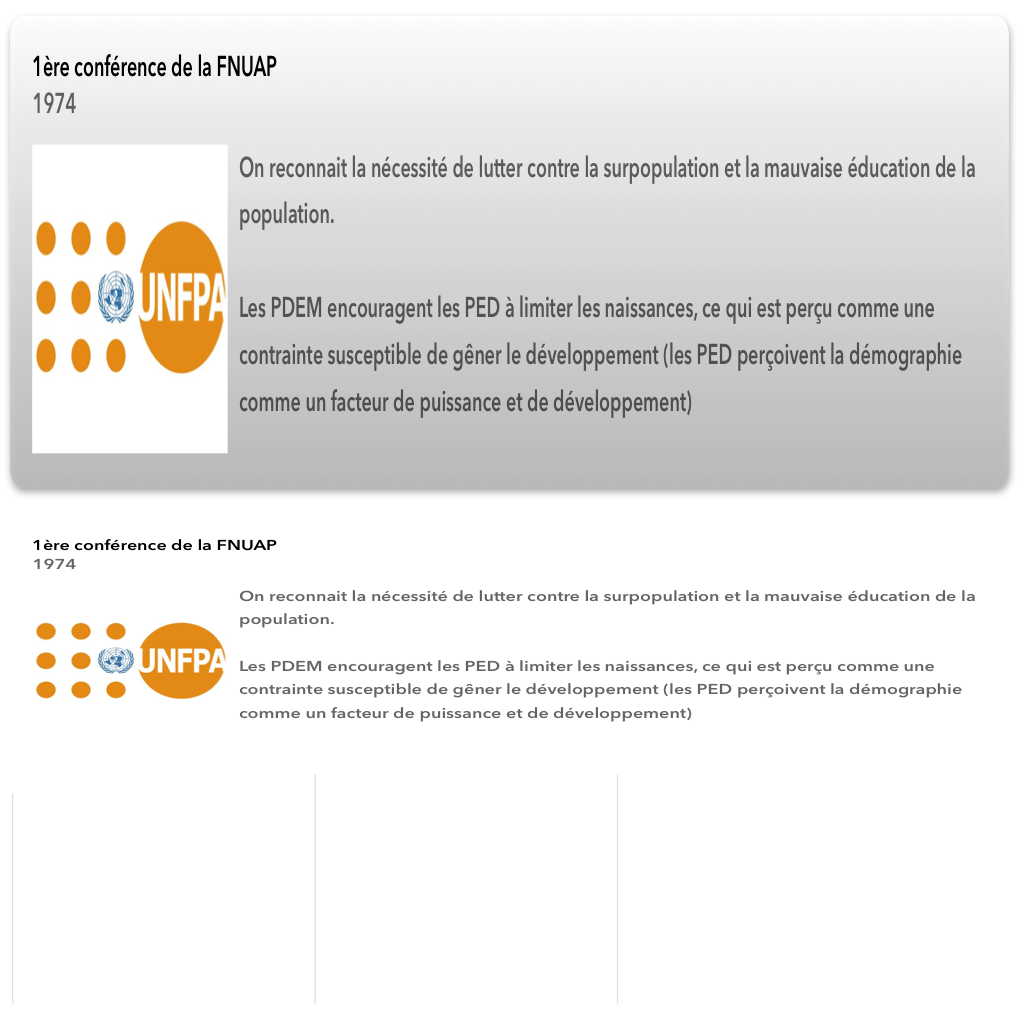 1ère conférence de la FNUAP
1974
On reconnait la nécessité de lutter contre la surpopulation et la mauvaise éducation de la
population.
UNFPA
Les PDEM encouragent les PED à limiter les naissances, ce qui est perçu comme une
contrainte susceptible de gêner le développement (les PED perçoivent la démographie
comme un facteur de puissance et de développement)
1ère conférence de la FNUAP
1974
On reconnait la nécessité de lutter contre la surpopulation et la mauvaise éducation de la
population.
UNFPA
Les PDEM encouragent les PED à limiter les naissances, ce qui est perçu comme une
contrainte susceptible de gêner le développement (les PED perçoivent la démographie
comme un facteur de puissance et de développement)